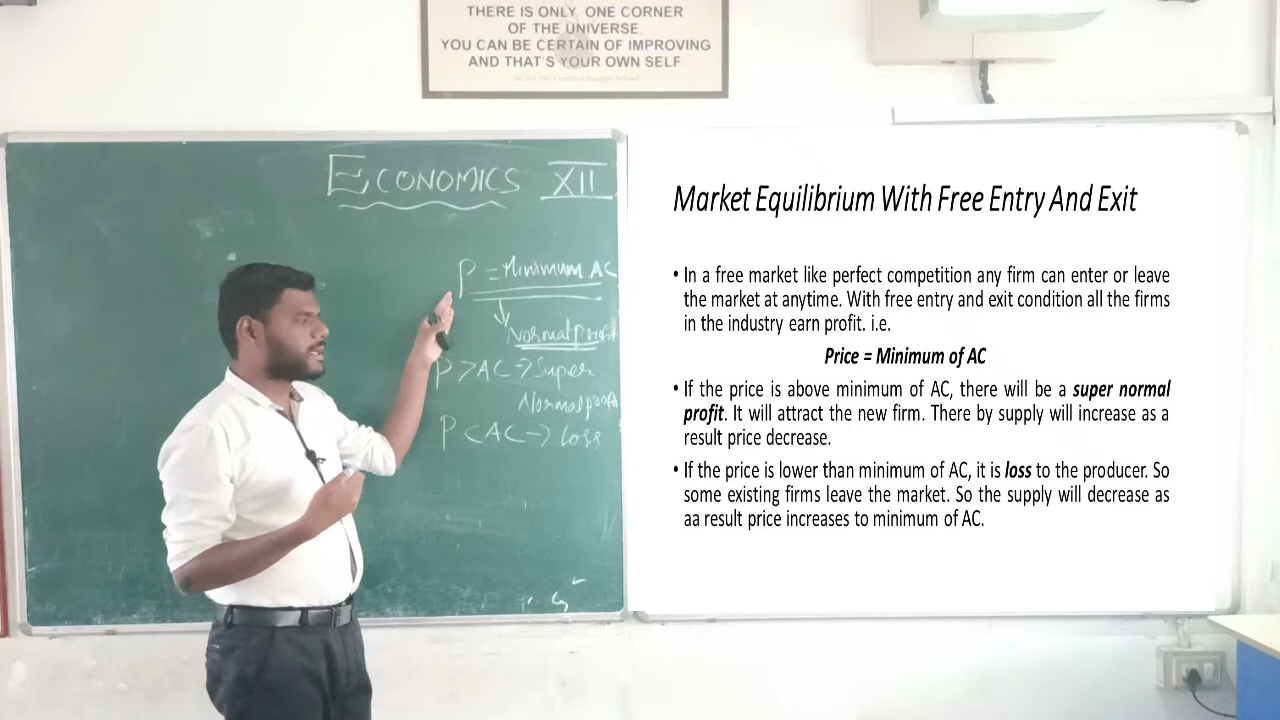 THERE IS ONLY ONE CORNER
OF THE UNIVERSE
YOU CAN BE CERTAIN OF IMPROVING
AND THAT'S YOUR OWN SELF
ECONOMICS XII
P = Minimum AC
Normal profit
P > AC → Super
Normal profit
P < AC → Loss
Market Equilibrium With Free Entry And Exit
• In a free market like perfect competition any firm can enter or leave
the market at anytime. With free entry and exit condition all the firms
in the industry earn profit. i.e.
Price = Minimum of AC
• If the price is above minimum of AC, there will be a super normal
profit. It will attract the new firm. There by supply will increase as a
result price decrease.
• If the price is lower than minimum of AC, it is loss to the producer. So
some existing firms leave the market. So the supply will decrease as
aa result price increases to minimum of AC.